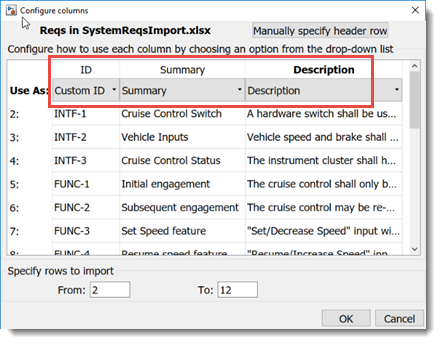 Configure columns
Reqs in SystemReqsImport.xlsx Manually specify header row
Configure how to use each column by choosing an option from the drop-down list
ID Summary Description
Use As: Custom ID Summary Description
2: INTF-1 Cruise Control Switch A hardware switch shall be us...
3: INTF-2 Vehicle Inputs Vehicle speed and brake shall ...
4: INTF-3 Cruise Control Status The instrument cluster shall h...
5: FUNC-1 Initial engagement The cruise control shall only b...
6: FUNC-2 Subsequent engagement The cruise control may be re-...
7: FUNC-3 Set Speed feature "Set/Decrease Speed" input wi...
8: FUNC-4 Resume speed feature "Resume/Increase Speed" inp...
Specify rows to import
From: 2 To: 12
OK Cancel